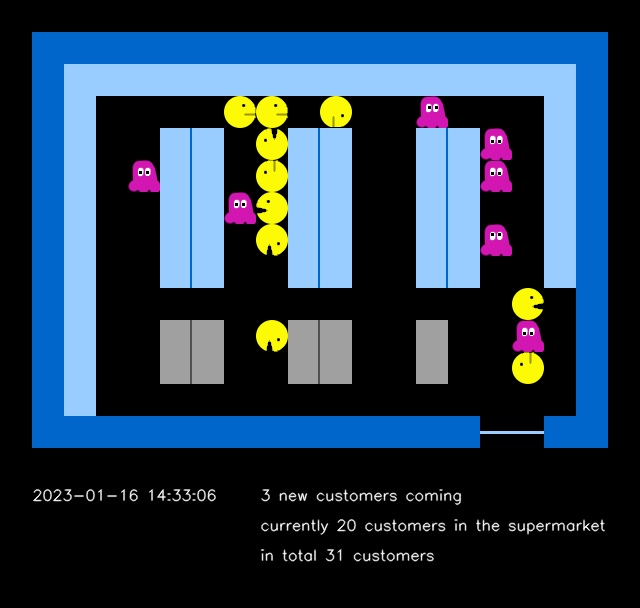 2023-01-16 14:33:06
3 new customers coming
currently 20 customers in the supermarket
in total 31 customers